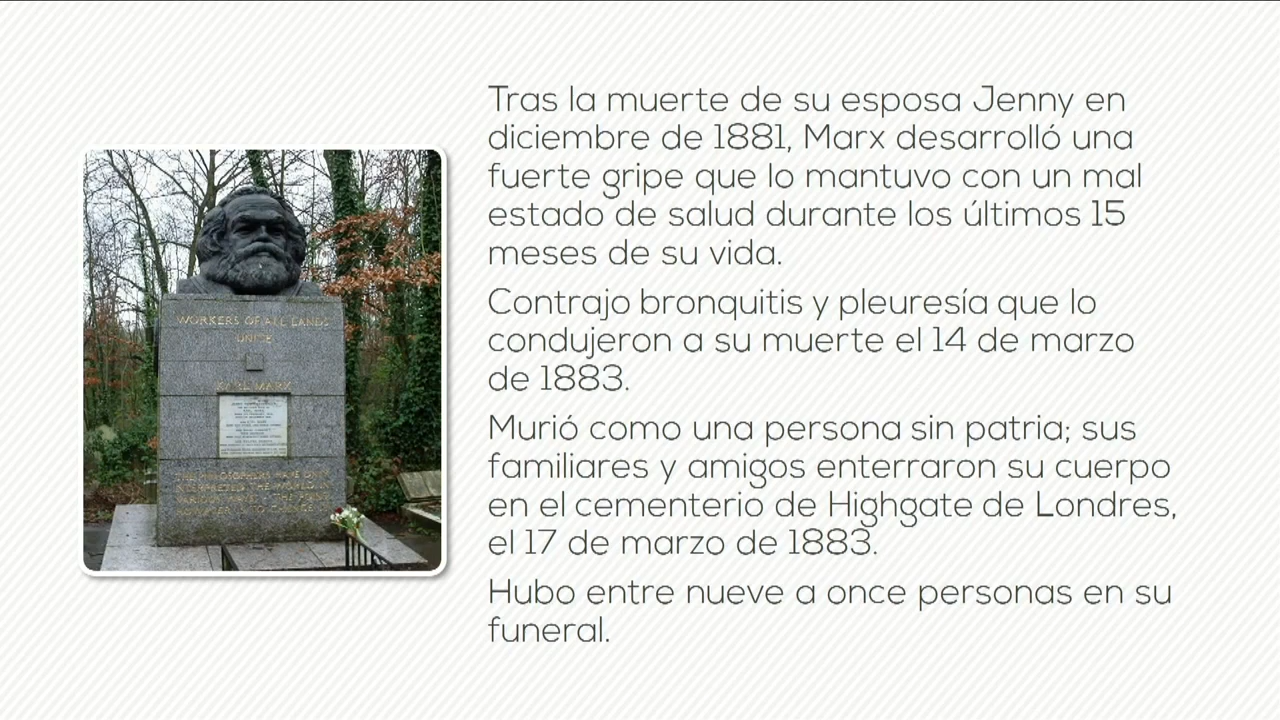 Tras la muerte de su esposa Jenny en
diciembre de 1881, Marx desarrolló una
fuerte gripe que lo mantuvo con un mal
estado de salud durante los últimos 15
meses de su vida.
Contrajo bronquitis y pleuresía que lo
condujeron a su muerte el 14 de marzo
de 1883.
Murió como una persona sin patria; sus
familiares y amigos enterraron su cuerpo
en el cementerio de Highgate de Londres,
el 17 de marzo de 1883.
Hubo entre nueve a once personas en su
funeral.
WORKERS OF ALL LANDS
UNITE
KARL MARX